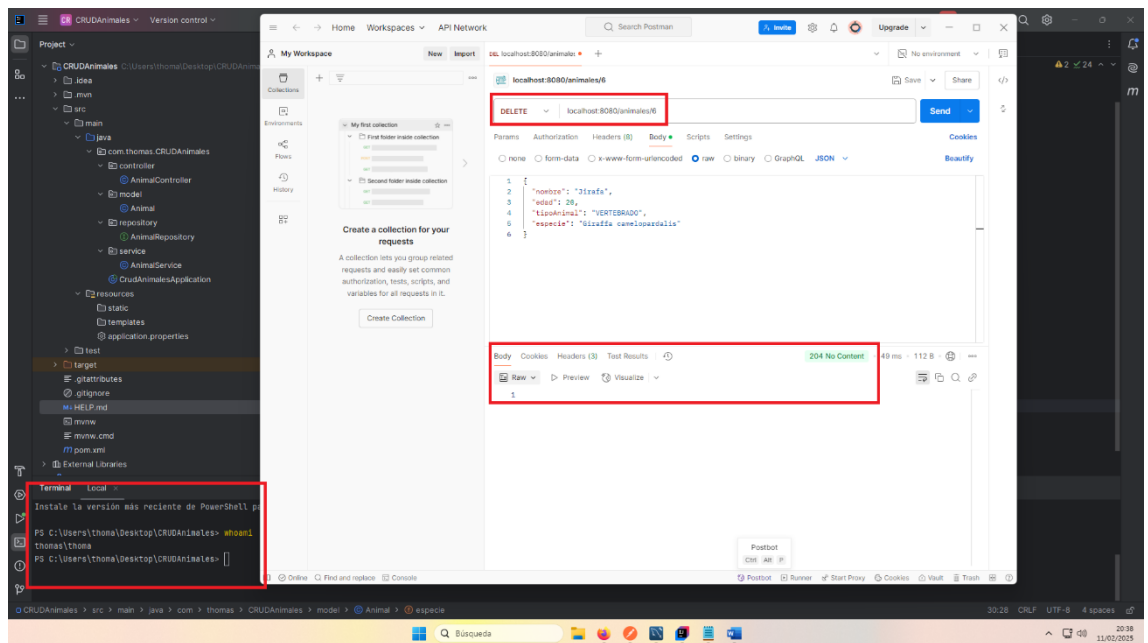 CR CRUDAnimales Version control
Project
CRUDAnimales C:\Users\thoma\Desktop\CRUDAnima
.idea
.mvn
src
main
java
com.thomas.CRUDAnimales
controller
AnimalController
model
Animal
repository
AnimalRepository
service
AnimalService
CrudAnimalesApplication
resources
static
templates
application.properties
test
target
.gitattributes
.gitignore
HELP.md
mvnw
mvnw.cmd
pom.xml
External Libraries
Terminal Local
Instale la versión más reciente de PowerShell pa
PS C:\Users\thoma\Desktop\CRUDAnimales> whoami
thomas\thoma
PS C:\Users\thoma\Desktop\CRUDAnimales>
Home Workspaces API Network
Search Postman
Invite
Upgrade
My Workspace New Import
DEL localhost:8080/animales
No environment
Collections
Environments
Flows
History
My first collection
First folder inside collection
Second folder inside collection
Create a collection for your
requests
A collection lets you group related
requests and easily set common
authorization, tests, scripts, and
variables for all requests in it.
Create Collection
localhost:8080/animales/6
Save Share
DELETE localhost:8080/animales/6
Send
Params Authorization Headers (8) Body Scripts Settings Cookies
none form-data x-www-form-urlencoded raw binary GraphQL JSON Beautify
1 {
2 "nombre": "Jirafa",
3 "edad": 20,
4 "tipoAnimal": "VERTEBRADO",
5 "especie": "Giraffa camelopardalis"
6 }
Body Cookies Headers (3) Test Results 204 No Content 49 ms 112 B
Raw Preview Visualize
1
Postbot
Ctrl Alt P
Online Find and replace Console
Postbot Runner Start Proxy Cookies Vault Trash
2 24
CRUDAnimales > src > main > java > com > thomas > CRUDAnimales > model > Animal > especie
30:28 CRLF UTF-8 4 spaces
Búsqueda
20:38
11/02/2025